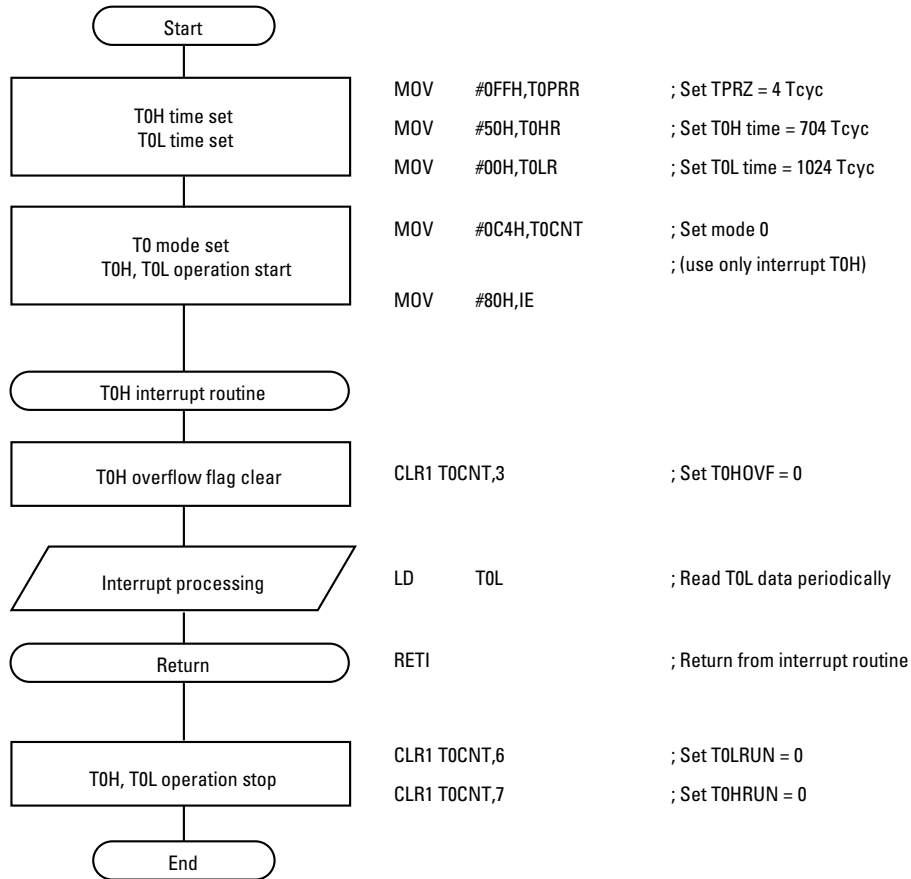 Start
T0H time set
T0L time set
MOV #0FFH,T0PRR ; Set TPRZ = 4 Tcyc
MOV #50H,T0HR ; Set T0H time = 704 Tcyc
MOV #00H,T0LR ; Set T0L time = 1024 Tcyc
T0 mode set
T0H, T0L operation start
MOV #0C4H,T0CNT ; Set mode 0
; (use only interrupt T0H)
MOV #80H,IE
T0H interrupt routine
T0H overflow flag clear
CLR1 T0CNT,3 ; Set T0HOVF = 0
Interrupt processing
LD T0L ; Read T0L data periodically
Return
RETI ; Return from interrupt routine
T0H, T0L operation stop
CLR1 T0CNT,6 ; Set T0LRUN = 0
CLR1 T0CNT,7 ; Set T0HRUN = 0
End